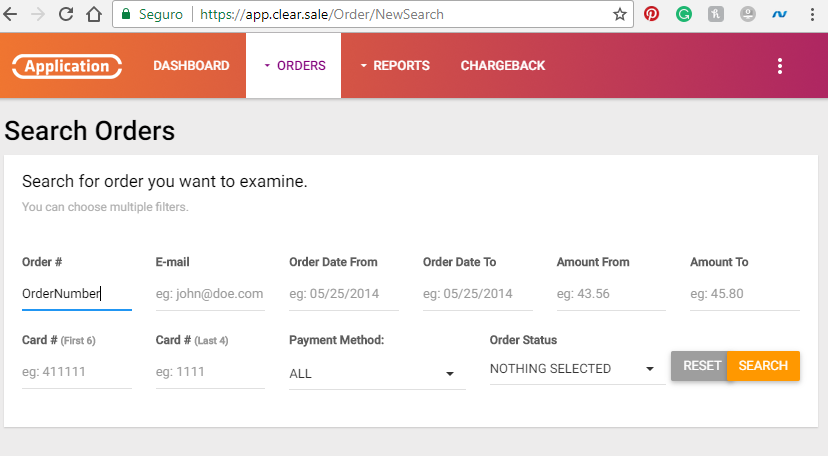 Seguro https://app.clear.sale/Order/NewSearch
Application DASHBOARD ORDERS REPORTS CHARGEBACK
Search Orders
Search for order you want to examine.
You can choose multiple filters.
Order # E-mail Order Date From Order Date To Amount From Amount To
OrderNumber eg: john@doe.com eg: 05/25/2014 eg: 05/25/2014 eg: 43.56 eg: 45.80
Card # (First 6) Card # (Last 4) Payment Method: Order Status
eg: 411111 eg: 1111 ALL NOTHING SELECTED RESET SEARCH